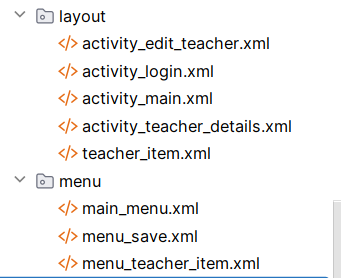 layout
activity_edit_teacher.xml
activity_login.xml
activity_main.xml
activity_teacher_details.xml
teacher_item.xml
menu
main_menu.xml
menu_save.xml
menu_teacher_item.xml